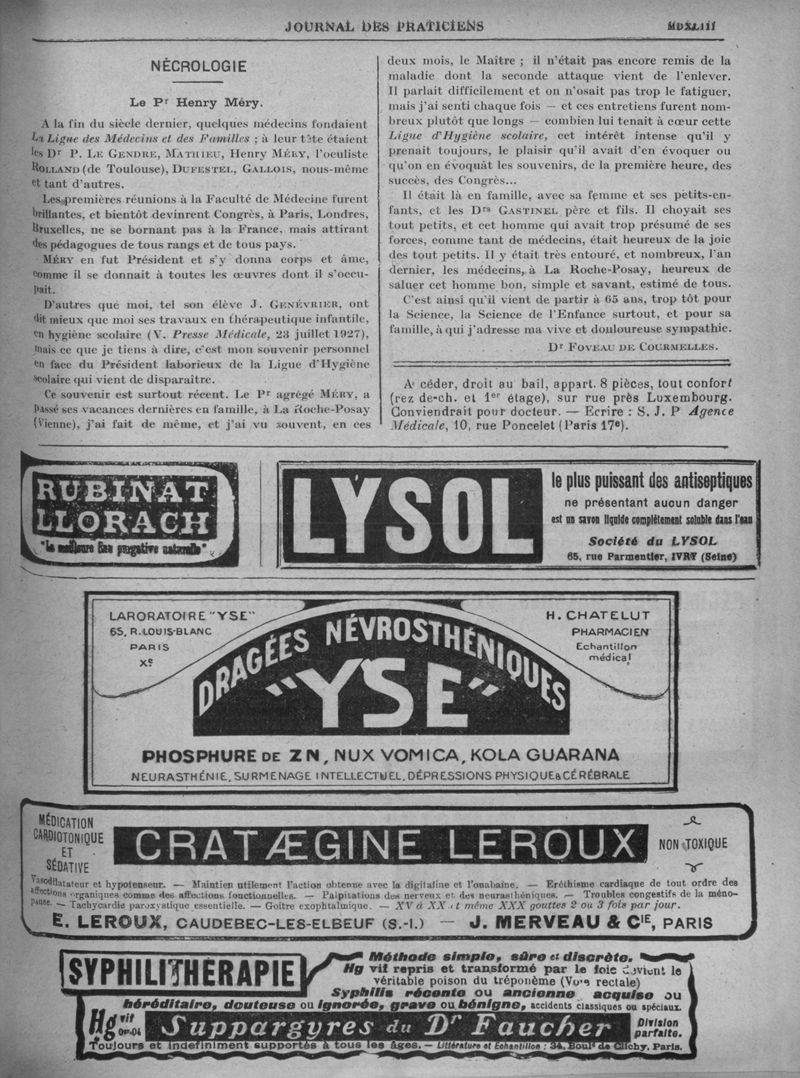 JOURNAL DES PRATICIENS
MDXLIII
NÉCROLOGIE
Le Pr Henry Méry.
A la fin du siècle dernier, quelques médecins fondaient
La Ligue des Médecins et des Familles ; à leur tête étaient
les Dr P. LE GENDRE, MATHIEU, Henry MÉRY, l'oculiste
ROLLAND (de Toulouse), DUFESTEL, GALLOIS, nous-même
et tant d'autres.
Les premières réunions à la Faculté de Médecine furent
brillantes, et bientôt devinrent Congrès, à Paris, Londres,
Bruxelles, ne se bornant pas à la France, mais attirant
des pédagogues de tous rangs et de tous pays.
MÉRY en fut Président et s'y donna corps et âme,
comme il se donnait à toutes les œuvres dont il s'occu-
pait.
D'autres que moi, tel son élève J. GENÉVRIER, ont
dit mieux que moi ses travaux en thérapeutique infantile,
en hygiène scolaire (V. Presse Médicale, 23 juillet 1927),
mais ce que je tiens à dire, c'est mon souvenir personnel
en face du Président laborieux de la Ligue d'Hygiène
scolaire qui vient de disparaître.
Ce souvenir est surtout récent. Le Pr agrégé MÉRY, a
passé ses vacances dernières en famille, à La Roche-Posay
(Vienne), j'ai fait de même, et j'ai vu souvent, en ces
deux mois, le Maître ; il n'était pas encore remis de la
maladie dont la seconde attaque vient de l'enlever.
Il parlait difficilement et on n'osait pas trop le fatiguer,
mais j'ai senti chaque fois — et ces entretiens furent nom-
breux plutôt que longs — combien lui tenait à cœur cette
Ligue d'Hygiène scolaire, cet intérêt intense qu'il y
prenait toujours, le plaisir qu'il avait d'en évoquer ou
qu'on en évoquât les souvenirs, de la première heure, des
succès, des Congrès...
Il était là en famille, avec sa femme et ses petits-en-
fants, et les Drs GASTINEL père et fils. Il choyait ses
tout petits, et cet homme qui avait trop présumé de ses
forces, comme tant de médecins, était heureux de la joie
des tout petits. Il y était très entouré, et nombreux, l'an
dernier, les médecins, à La Roche-Posay, heureux de
saluer cet homme bon, simple et savant, estimé de tous.
C'est ainsi qu'il vient de partir à 65 ans, trop tôt pour
la Science, la Science de l'Enfance surtout, et pour sa
famille, à qui j'adresse ma vive et douloureuse sympathie.
Dr FOVEAU DE COURMELLES.
A céder, droit au bail, appart. 8 pièces, tout confort
(rez de-ch. et 1er étage), sur rue près Luxembourg.
Conviendrait pour docteur. — Ecrire : S. J. P Agence
Médicale, 10, rue Poncelet (Paris 17e).
RUBINAT
LLORACH
"La meilleure Eau purgative naturelle"
LYSOL
le plus puissant des antiseptiques
ne présentant aucun danger
est un savon liquide complètement soluble dans l'eau
Société du LYSOL
65, rue Parmentier, IVRY (Seine)
LARORATOIRE "YSE"
65, R. LOUIS-BLANC
PARIS
Xe
H. CHATELUT
PHARMACIEN
Echantillon
médical
DRAGÉES NÉVROSTHÉNIQUES
"YSE"
PHOSPHURE DE ZN, NUX VOMICA, KOLA GUARANA
NEURASTHÉNIE, SURMENAGE INTELLECTUEL, DÉPRESSIONS PHYSIQUE & CÉRÉBRALE
MÉDICATION
CARDIOTONIQUE
ET
SÉDATIVE
CRATÆGINE LEROUX
NON TOXIQUE
Vasodilatateur et hypotenseur. — Maintien utilement l'action obtenue avec la digitaline et l'ouabaïne. — Eréthisme cardiaque de tout ordre des
affections organiques comme des affections fonctionnelles. — Palpitations des nerveux et des neurasthéniques. — Troubles congestifs de la méno-
pause. — Tachycardie paroxystique essentielle. — Goitre exophtalmique. — XV à XX et même XXX gouttes 2 ou 3 fois par jour.
E. LEROUX, CAUDEBEC-LES-ELBEUF (S.-I.) — J. MERVEAU & CIE, PARIS
SYPHILITHÉRAPIE
Méthode simple, sûre et discrète.
Hg vif repris et transformé par le foie devient le
véritable poison du tréponème (Voie rectale)
Syphilis récente ou ancienne acquise ou
héréditaire, douteuse ou ignorée, grave ou bénigne, accidents classiques ou spéciaux.
Hg vif
0gr.04
Suppargyres du Dr Faucher
Division
parfaite.
Toujours et indéfiniment supportés à tous les âges. — Littérature et Echantillon : 34, Bould de Clichy, Paris.